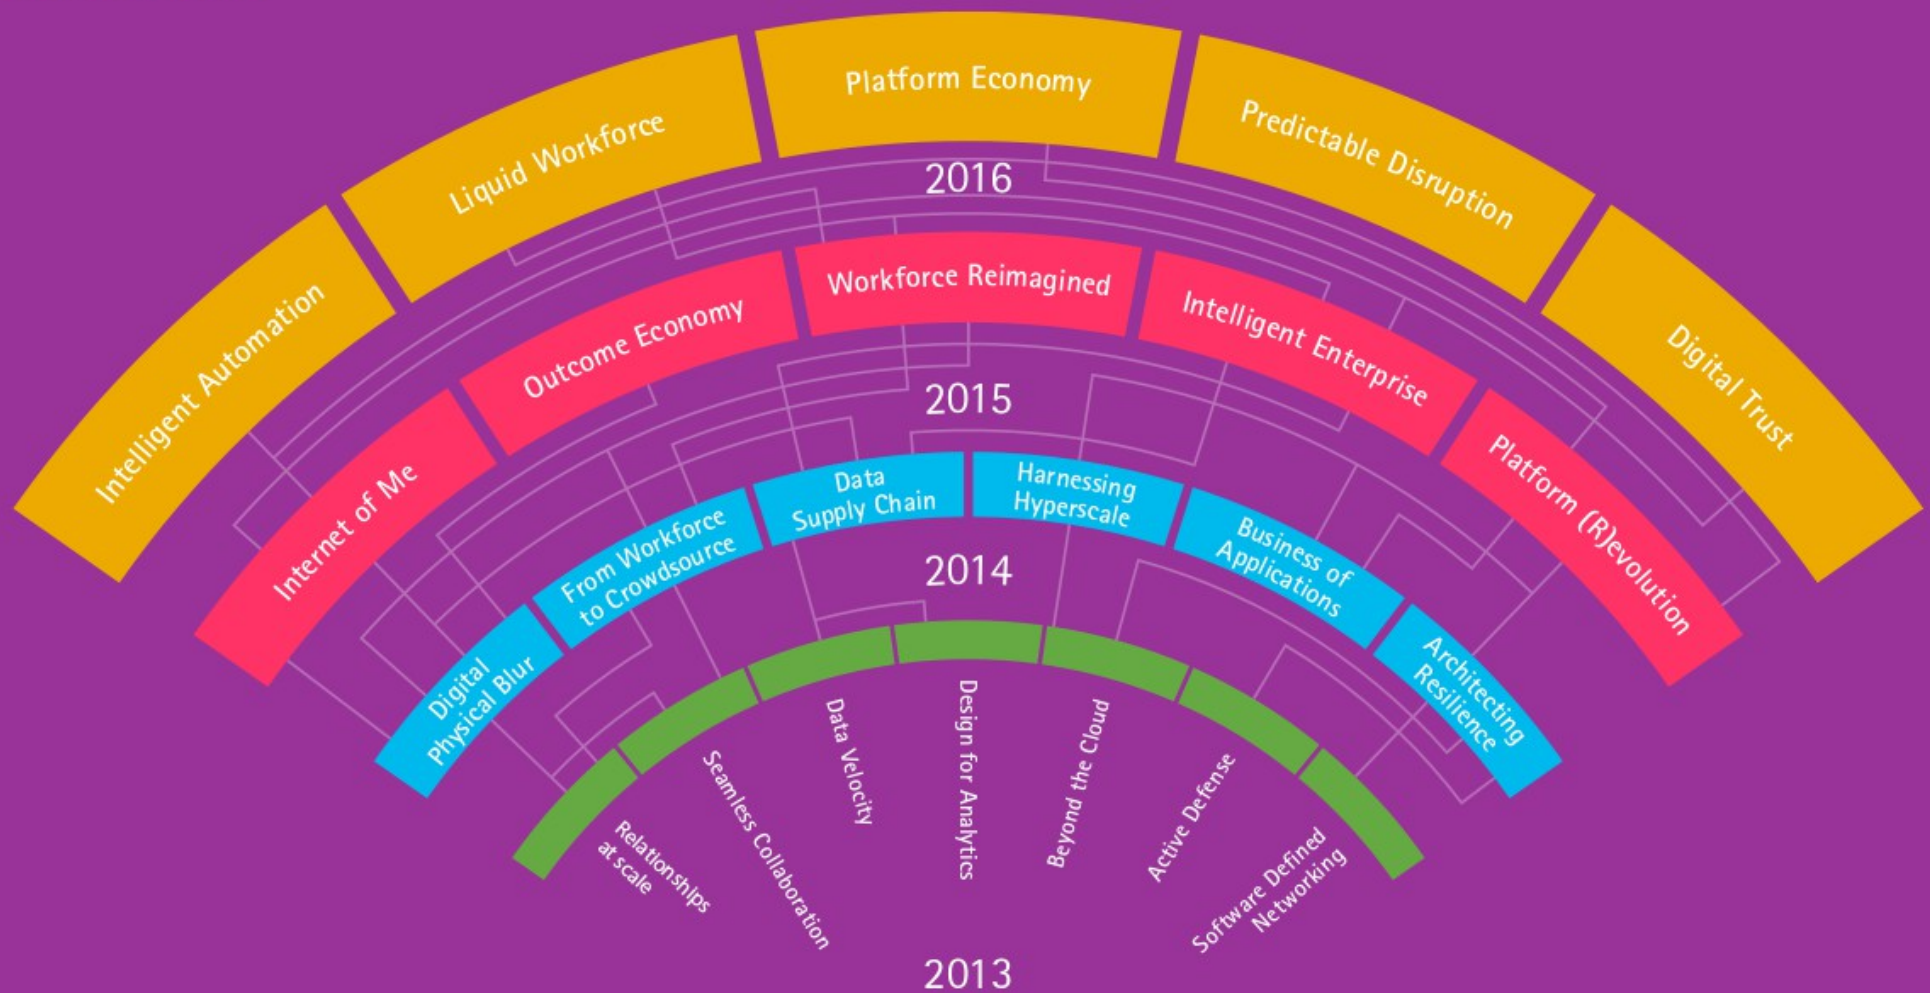 Intelligent Automation
Liquid Workforce
Platform Economy
Predictable Disruption
Digital Trust
2016
Internet of Me
Outcome Economy
Workforce Reimagined
Intelligent Enterprise
Platform (R)evolution
2015
Digital
Physical Blur
From Workforce
to Crowdsource
Data
Supply Chain
Harnessing
Hyperscale
Business of
Applications
Architecting
Resilience
2014
Relationships
at scale
Seamless Collaboration
Data Velocity
Design for Analytics
Beyond the Cloud
Active Defense
Software Defined
Networking
2013